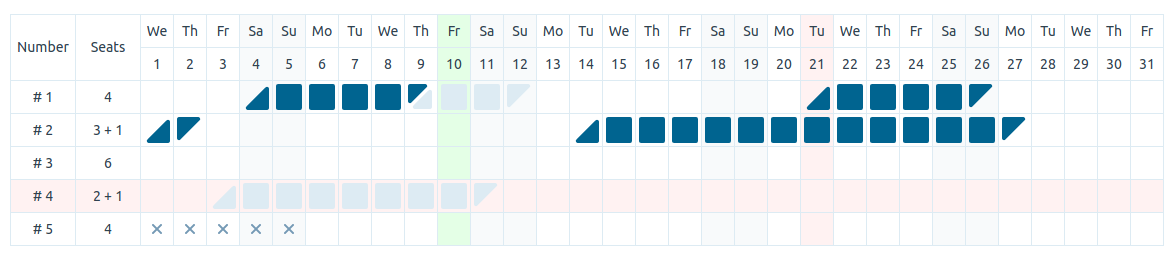 Number Seats We Th Fr Sa Su Mo Tu We Th Fr Sa Su Mo Tu We Th Fr Sa Su Mo Tu We Th Fr Sa Su Mo Tu We Th Fr
1 2 3 4 5 6 7 8 9 10 11 12 13 14 15 16 17 18 19 20 21 22 23 24 25 26 27 28 29 30 31
# 1 4
# 2 3 + 1
# 3 6
# 4 2 + 1
# 5 4